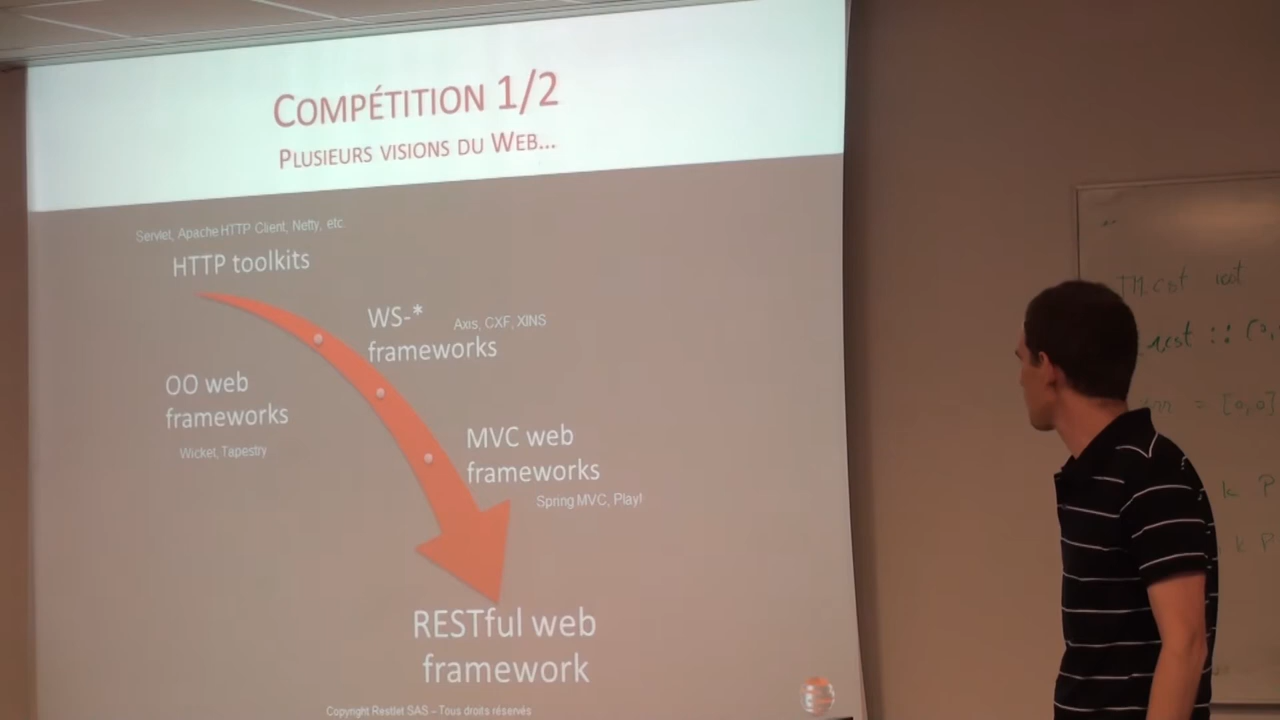 COMPÉTITION 1/2
PLUSIEURS VISIONS DU WEB...
Servlet, Apache HTTP Client, Netty, etc.
HTTP toolkits
WS-*
frameworks
Axis, CXF, XINS
OO web
frameworks
Wicket, Tapestry
MVC web
frameworks
Spring MVC, Play!
RESTful web
framework
Copyright Restlet SAS – Tous droits réservés
= [0,0]
k P
k P